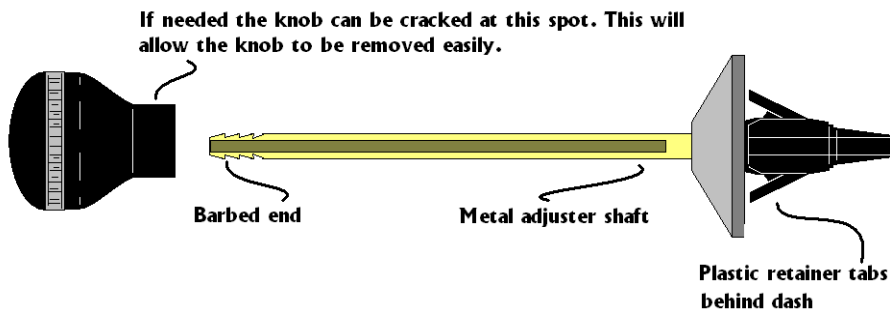 If needed the knob can be cracked at this spot. This will
allow the knob to be removed easily.
Barbed end
Metal adjuster shaft
Plastic retainer tabs
behind dash